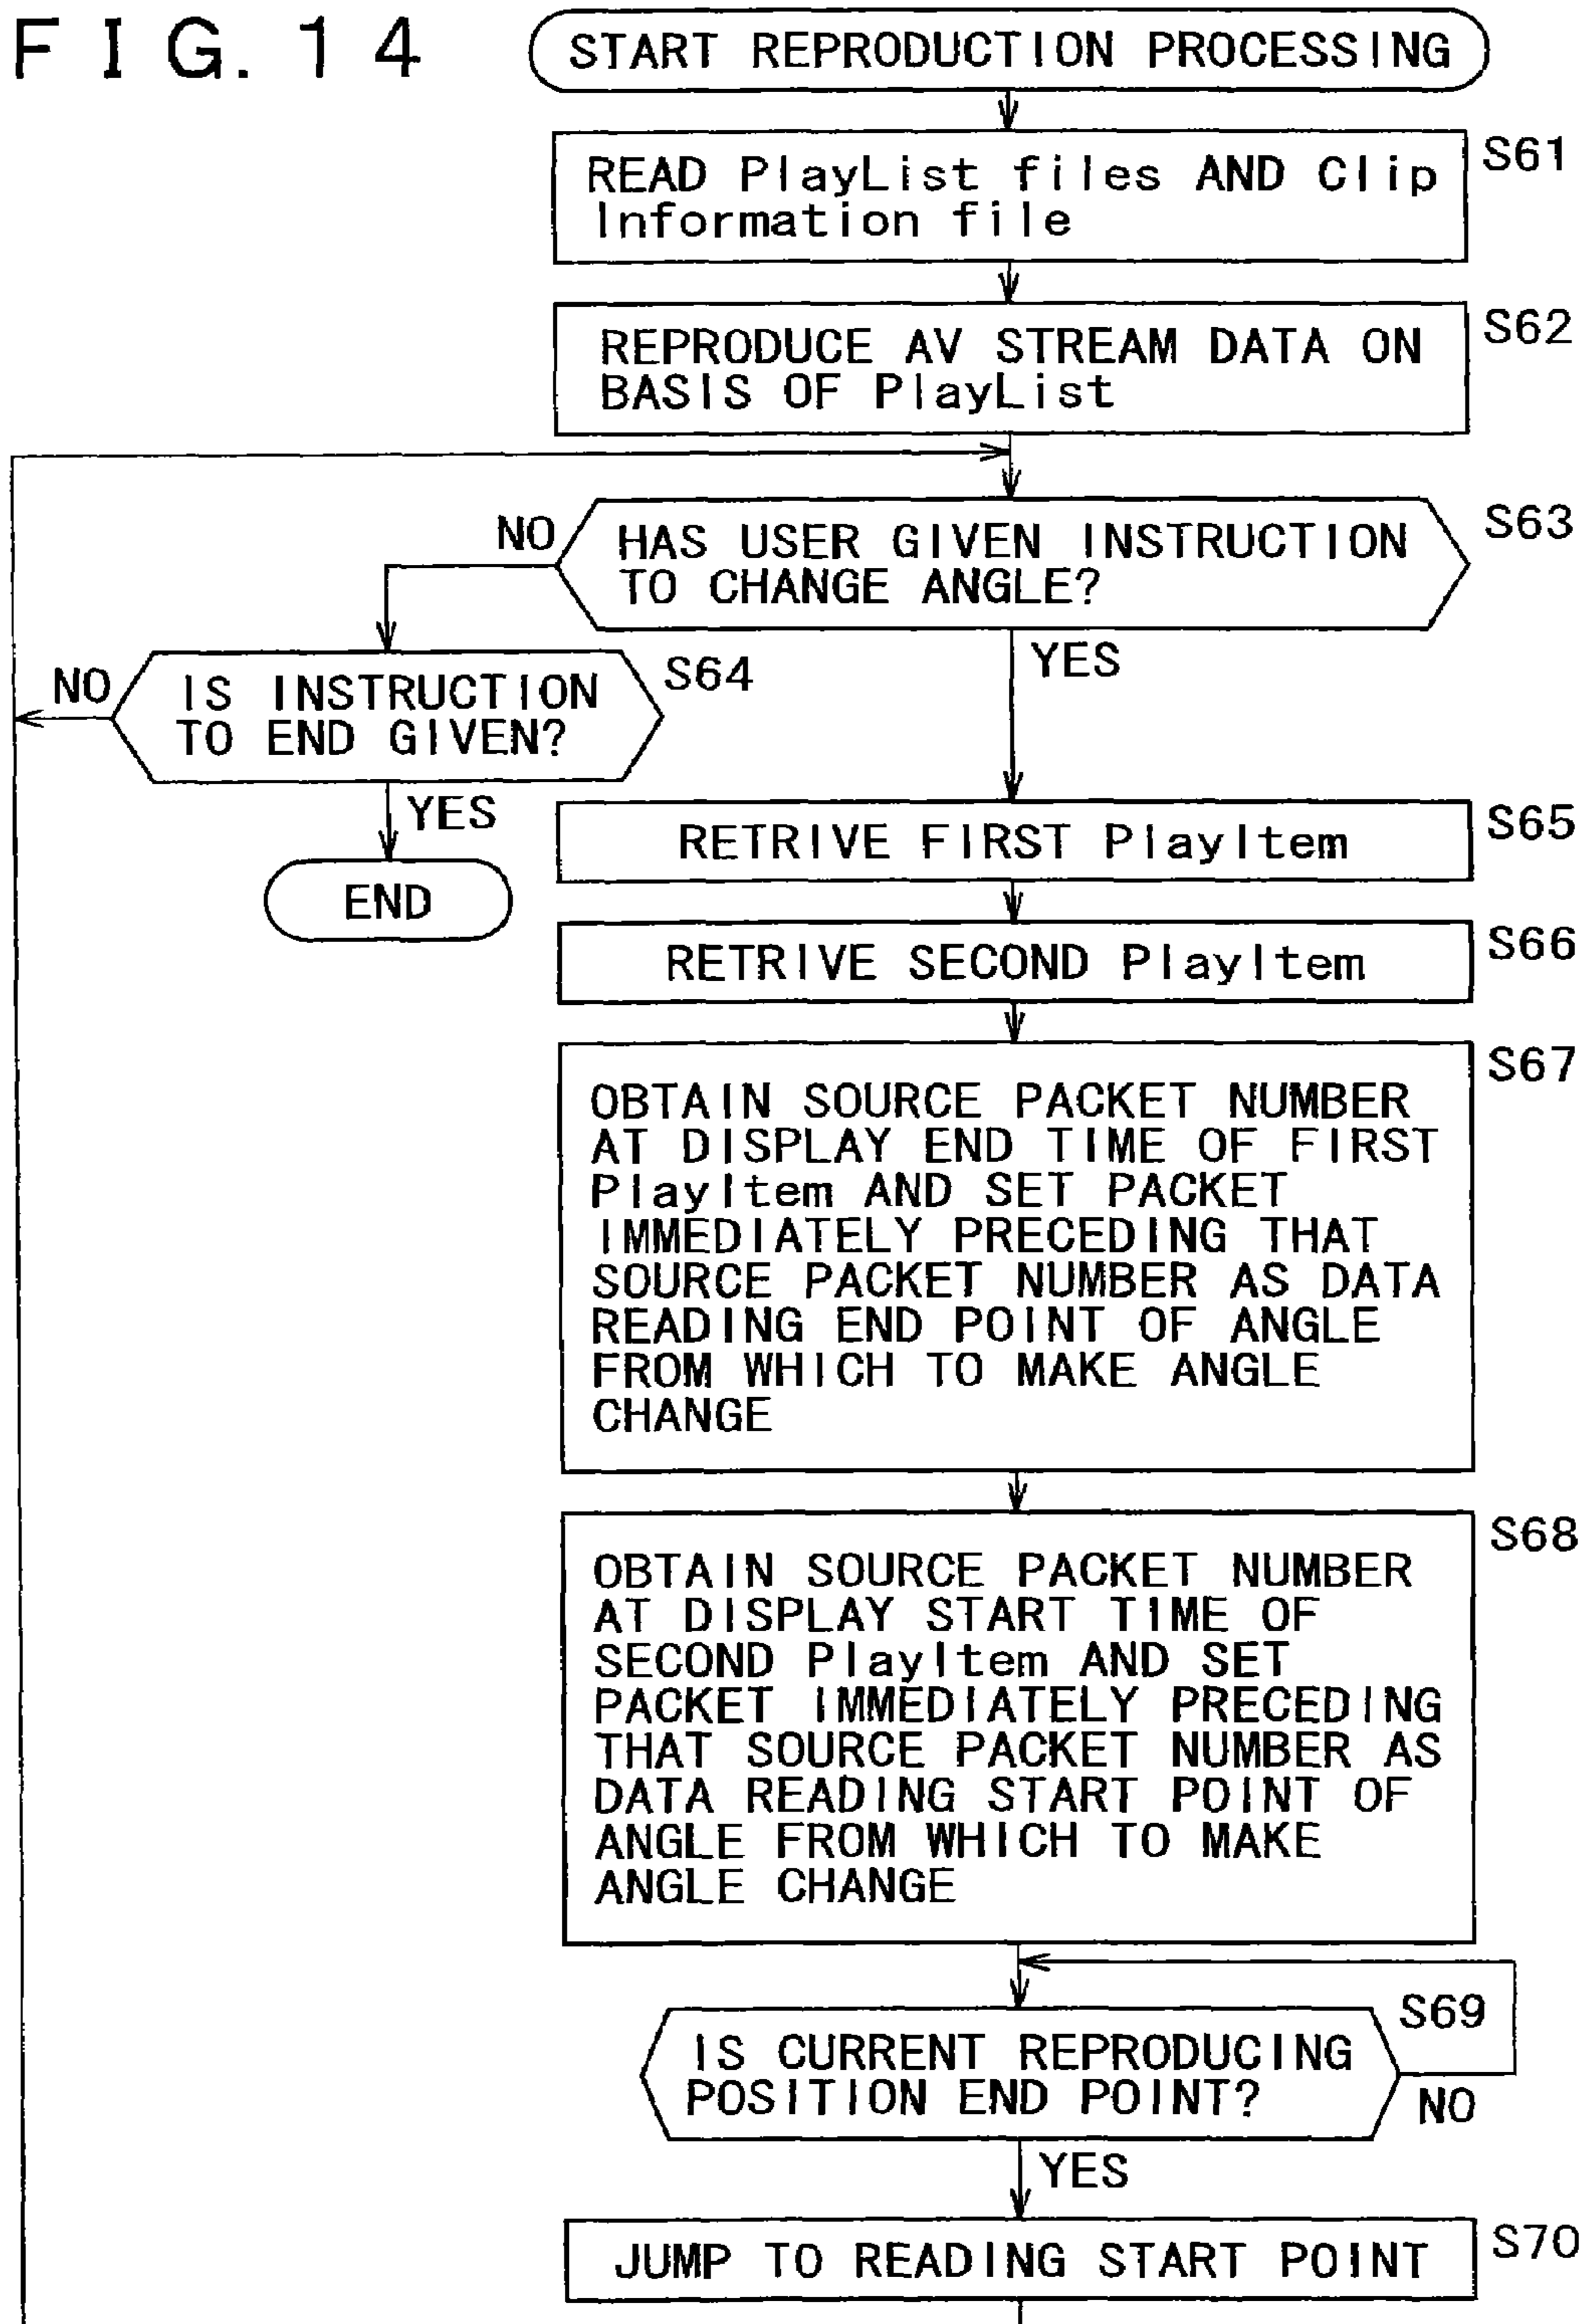 FIG. 14
START REPRODUCTION PROCESSING
READ PlayList files AND Clip
Information file
S61
REPRODUCE AV STREAM DATA ON
BASIS OF PlayList
S62
HAS USER GIVEN INSTRUCTION
TO CHANGE ANGLE?
S63
NO
YES
IS INSTRUCTION
TO END GIVEN?
S64
NO
YES
END
RETRIVE FIRST PlayItem
S65
RETRIVE SECOND PlayItem
S66
OBTAIN SOURCE PACKET NUMBER
AT DISPLAY END TIME OF FIRST
PlayItem AND SET PACKET
IMMEDIATELY PRECEDING THAT
SOURCE PACKET NUMBER AS DATA
READING END POINT OF ANGLE
FROM WHICH TO MAKE ANGLE
CHANGE
S67
OBTAIN SOURCE PACKET NUMBER
AT DISPLAY START TIME OF
SECOND PlayItem AND SET
PACKET IMMEDIATELY PRECEDING
THAT SOURCE PACKET NUMBER AS
DATA READING START POINT OF
ANGLE FROM WHICH TO MAKE
ANGLE CHANGE
S68
IS CURRENT REPRODUCING
POSITION END POINT?
S69
NO
YES
JUMP TO READING START POINT
S70